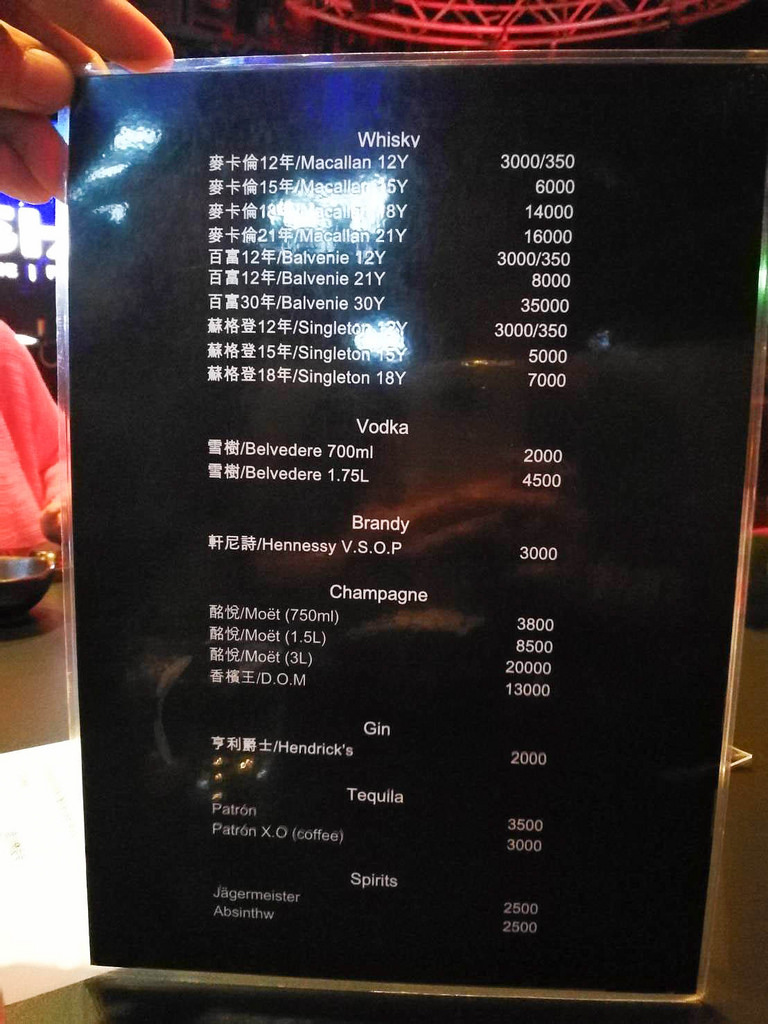 Whisky
麥卡倫12年/Macallan 12Y 3000/350
麥卡倫15年/Macallan 15Y 6000
麥卡倫18年/Macallan 18Y 14000
麥卡倫21年/Macallan 21Y 16000
百富12年/Balvenie 12Y 3000/350
百富12年/Balvenie 21Y 8000
百富30年/Balvenie 30Y 35000
蘇格登12年/Singleton 12Y 3000/350
蘇格登15年/Singleton 15Y 5000
蘇格登18年/Singleton 18Y 7000
Vodka
雪樹/Belvedere 700ml 2000
雪樹/Belvedere 1.75L 4500
Brandy
軒尼詩/Hennessy V.S.O.P 3000
Champagne
酩悅/Moët (750ml) 3800
酩悅/Moët (1.5L) 8500
酩悅/Moët (3L) 20000
香檳王/D.O.M 13000
Gin
亨利爵士/Hendrick's 2000
Tequila
Patrón 3500
Patrón X.O (coffee) 3000
Spirits
Jägermeister 2500
Absinthw 2500